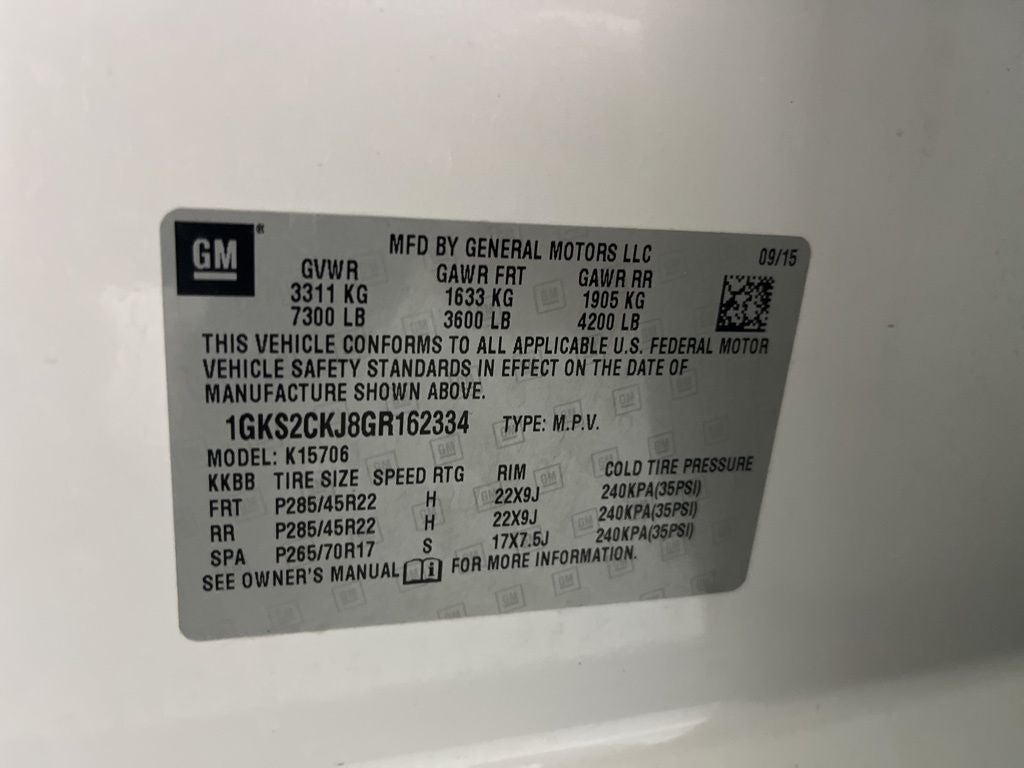 GM®
MFD BY GENERAL MOTORS LLC 09/15
GVWR GAWR FRT GAWR RR
3311 KG 1633 KG 1905 KG
7300 LB 3600 LB 4200 LB
THIS VEHICLE CONFORMS TO ALL APPLICABLE U.S. FEDERAL MOTOR
VEHICLE SAFETY STANDARDS IN EFFECT ON THE DATE OF
MANUFACTURE SHOWN ABOVE.
1GKS2CKJ8GR162334 TYPE: M.P.V.
MODEL: K15706
KKBB TIRE SIZE SPEED RTG RIM COLD TIRE PRESSURE
FRT P285/45R22 H 22X9J 240KPA(35PSI)
RR P285/45R22 H 22X9J 240KPA(35PSI)
SPA P265/70R17 S 17X7.5J 240KPA(35PSI)
SEE OWNER'S MANUAL i FOR MORE INFORMATION.